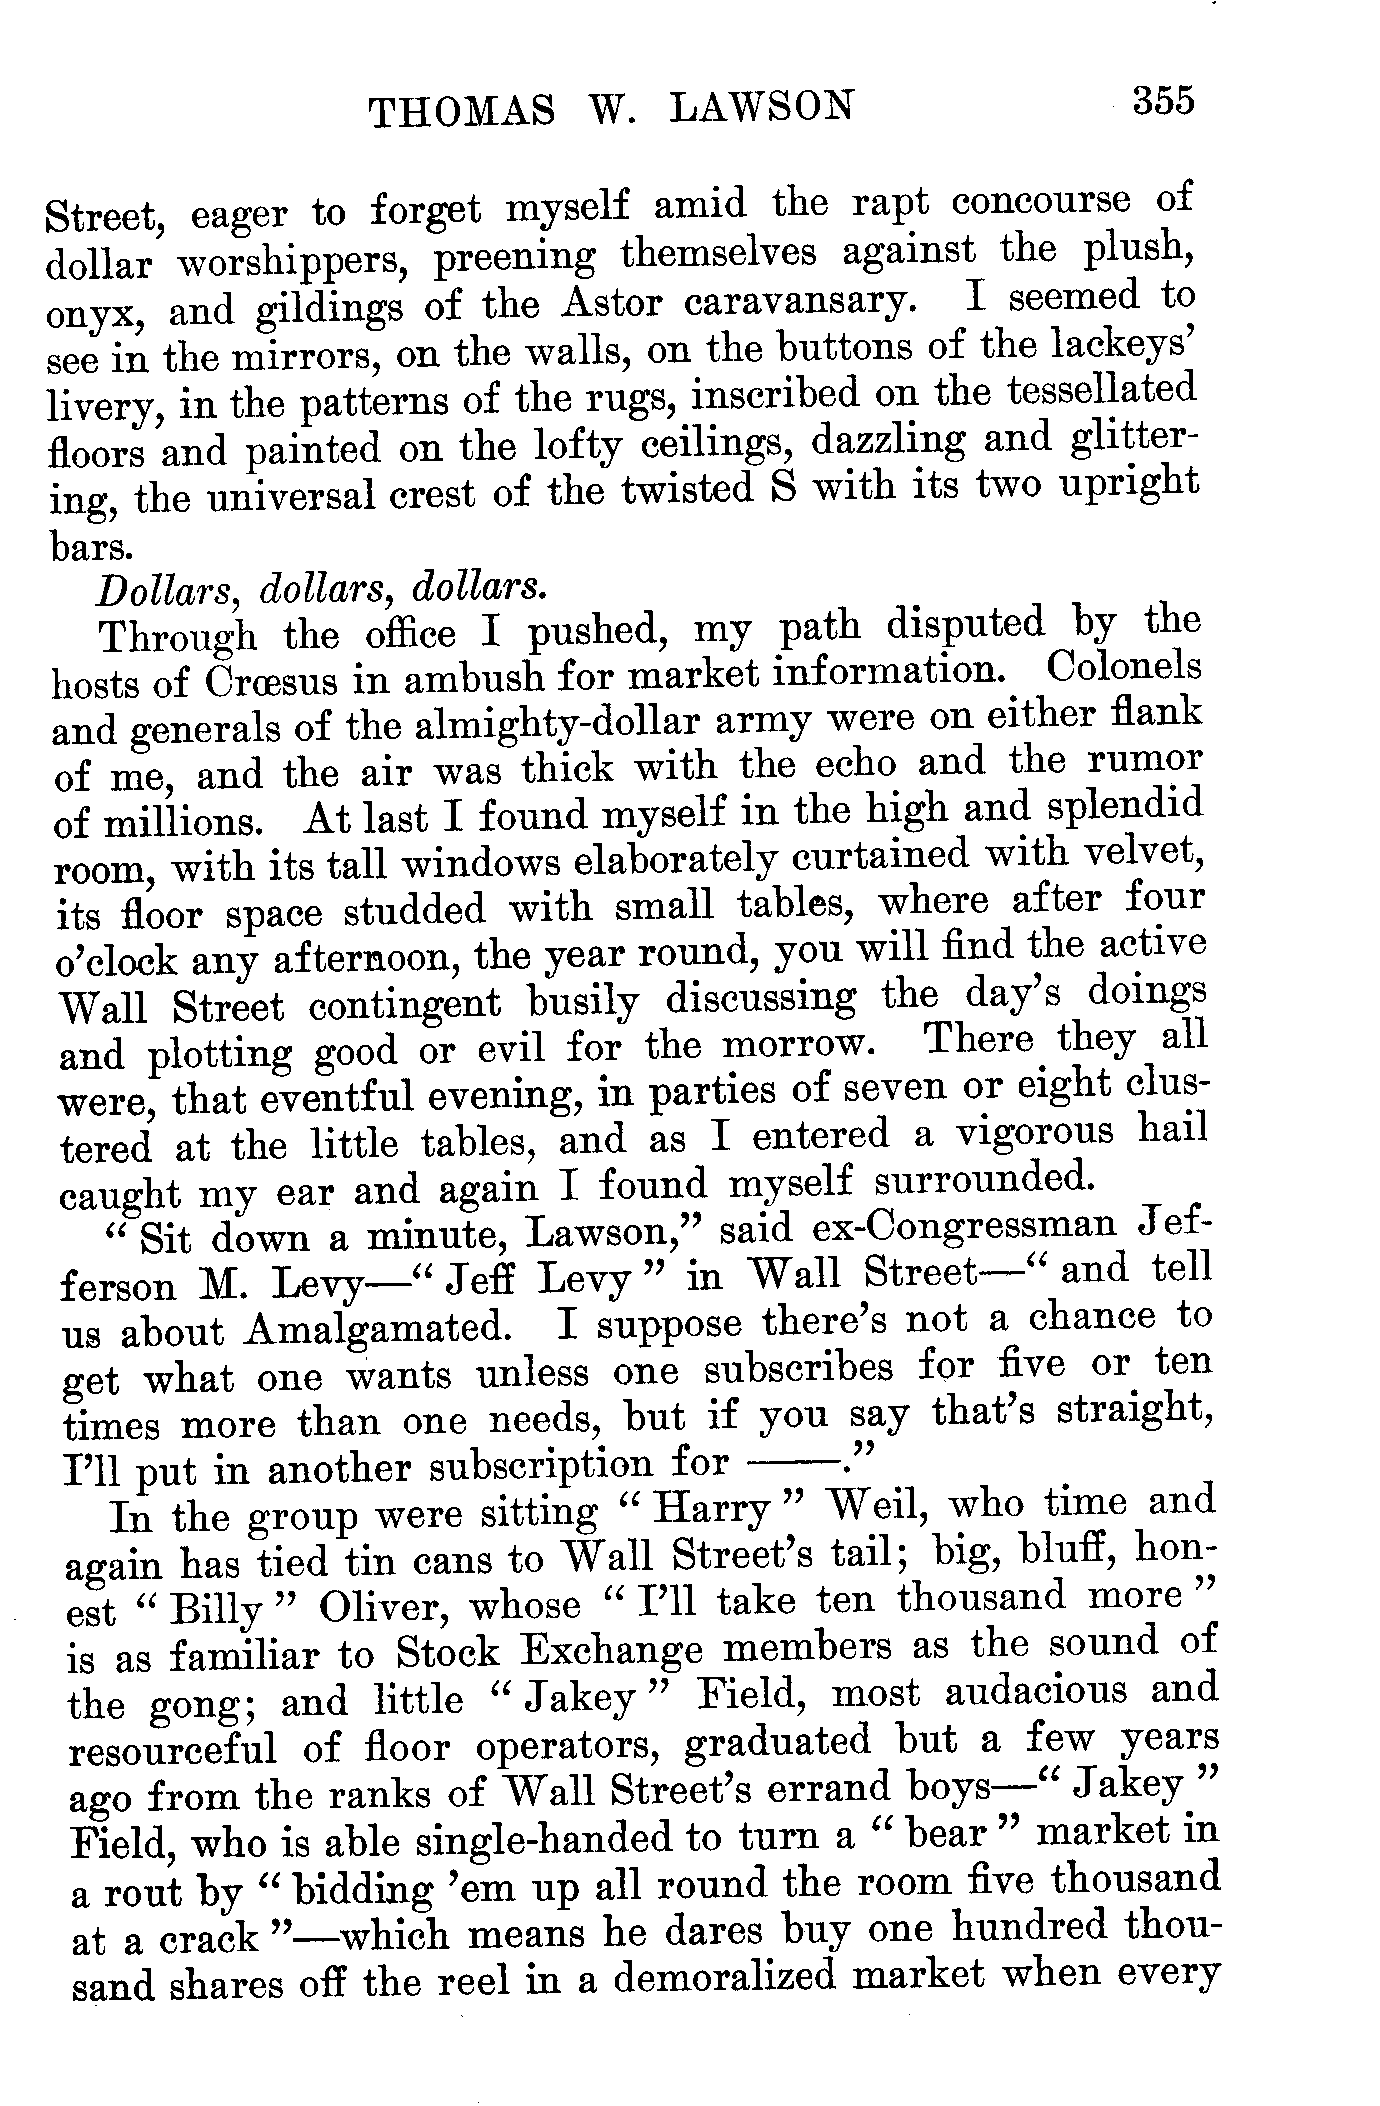 THOMAS W. LAWSON 355
Street, eager to forget myself amid the rapt concourse of
dollar worshippers, preening themselves against the plush,
onyx, and gildings of the Astor caravansary. I seemed to
see in the mirrors, on the walls, on the buttons of the lackeys'
livery, in the patterns of the rugs, inscribed on the tessellated
floors and painted on the lofty ceilings, dazzling and glitter-
ing, the universal crest of the twisted S with its two upright
bars.
Dollars, dollars, dollars.
Through the office I pushed, my path disputed by the
hosts of Crœsus in ambush for market information. Colonels
and generals of the almighty-dollar army were on either flank
of me, and the air was thick with the echo and the rumor
of millions. At last I found myself in the high and splendid
room, with its tall windows elaborately curtained with velvet,
its floor space studded with small tables, where after four
o'clock any afternoon, the year round, you will find the active
Wall Street contingent busily discussing the day's doings
and plotting good or evil for the morrow. There they all
were, that eventful evening, in parties of seven or eight clus-
tered at the little tables, and as I entered a vigorous hail
caught my ear and again I found myself surrounded.
“ Sit down a minute, Lawson,” said ex-Congressman Jef-
ferson M. Levy—“ Jeff Levy ” in Wall Street—“ and tell
us about Amalgamated. I suppose there's not a chance to
get what one wants unless one subscribes for five or ten
times more than one needs, but if you say that's straight,
I'll put in another subscription for ——.”
In the group were sitting “ Harry ” Weil, who time and
again has tied tin cans to Wall Street's tail; big, bluff, hon-
est “ Billy ” Oliver, whose “ I'll take ten thousand more ”
is as familiar to Stock Exchange members as the sound of
the gong; and little “ Jakey ” Field, most audacious and
resourceful of floor operators, graduated but a few years
ago from the ranks of Wall Street's errand boys—“ Jakey ”
Field, who is able single-handed to turn a “ bear ” market in
a rout by “ bidding 'em up all round the room five thousand
at a crack ”—which means he dares buy one hundred thou-
sand shares off the reel in a demoralized market when every